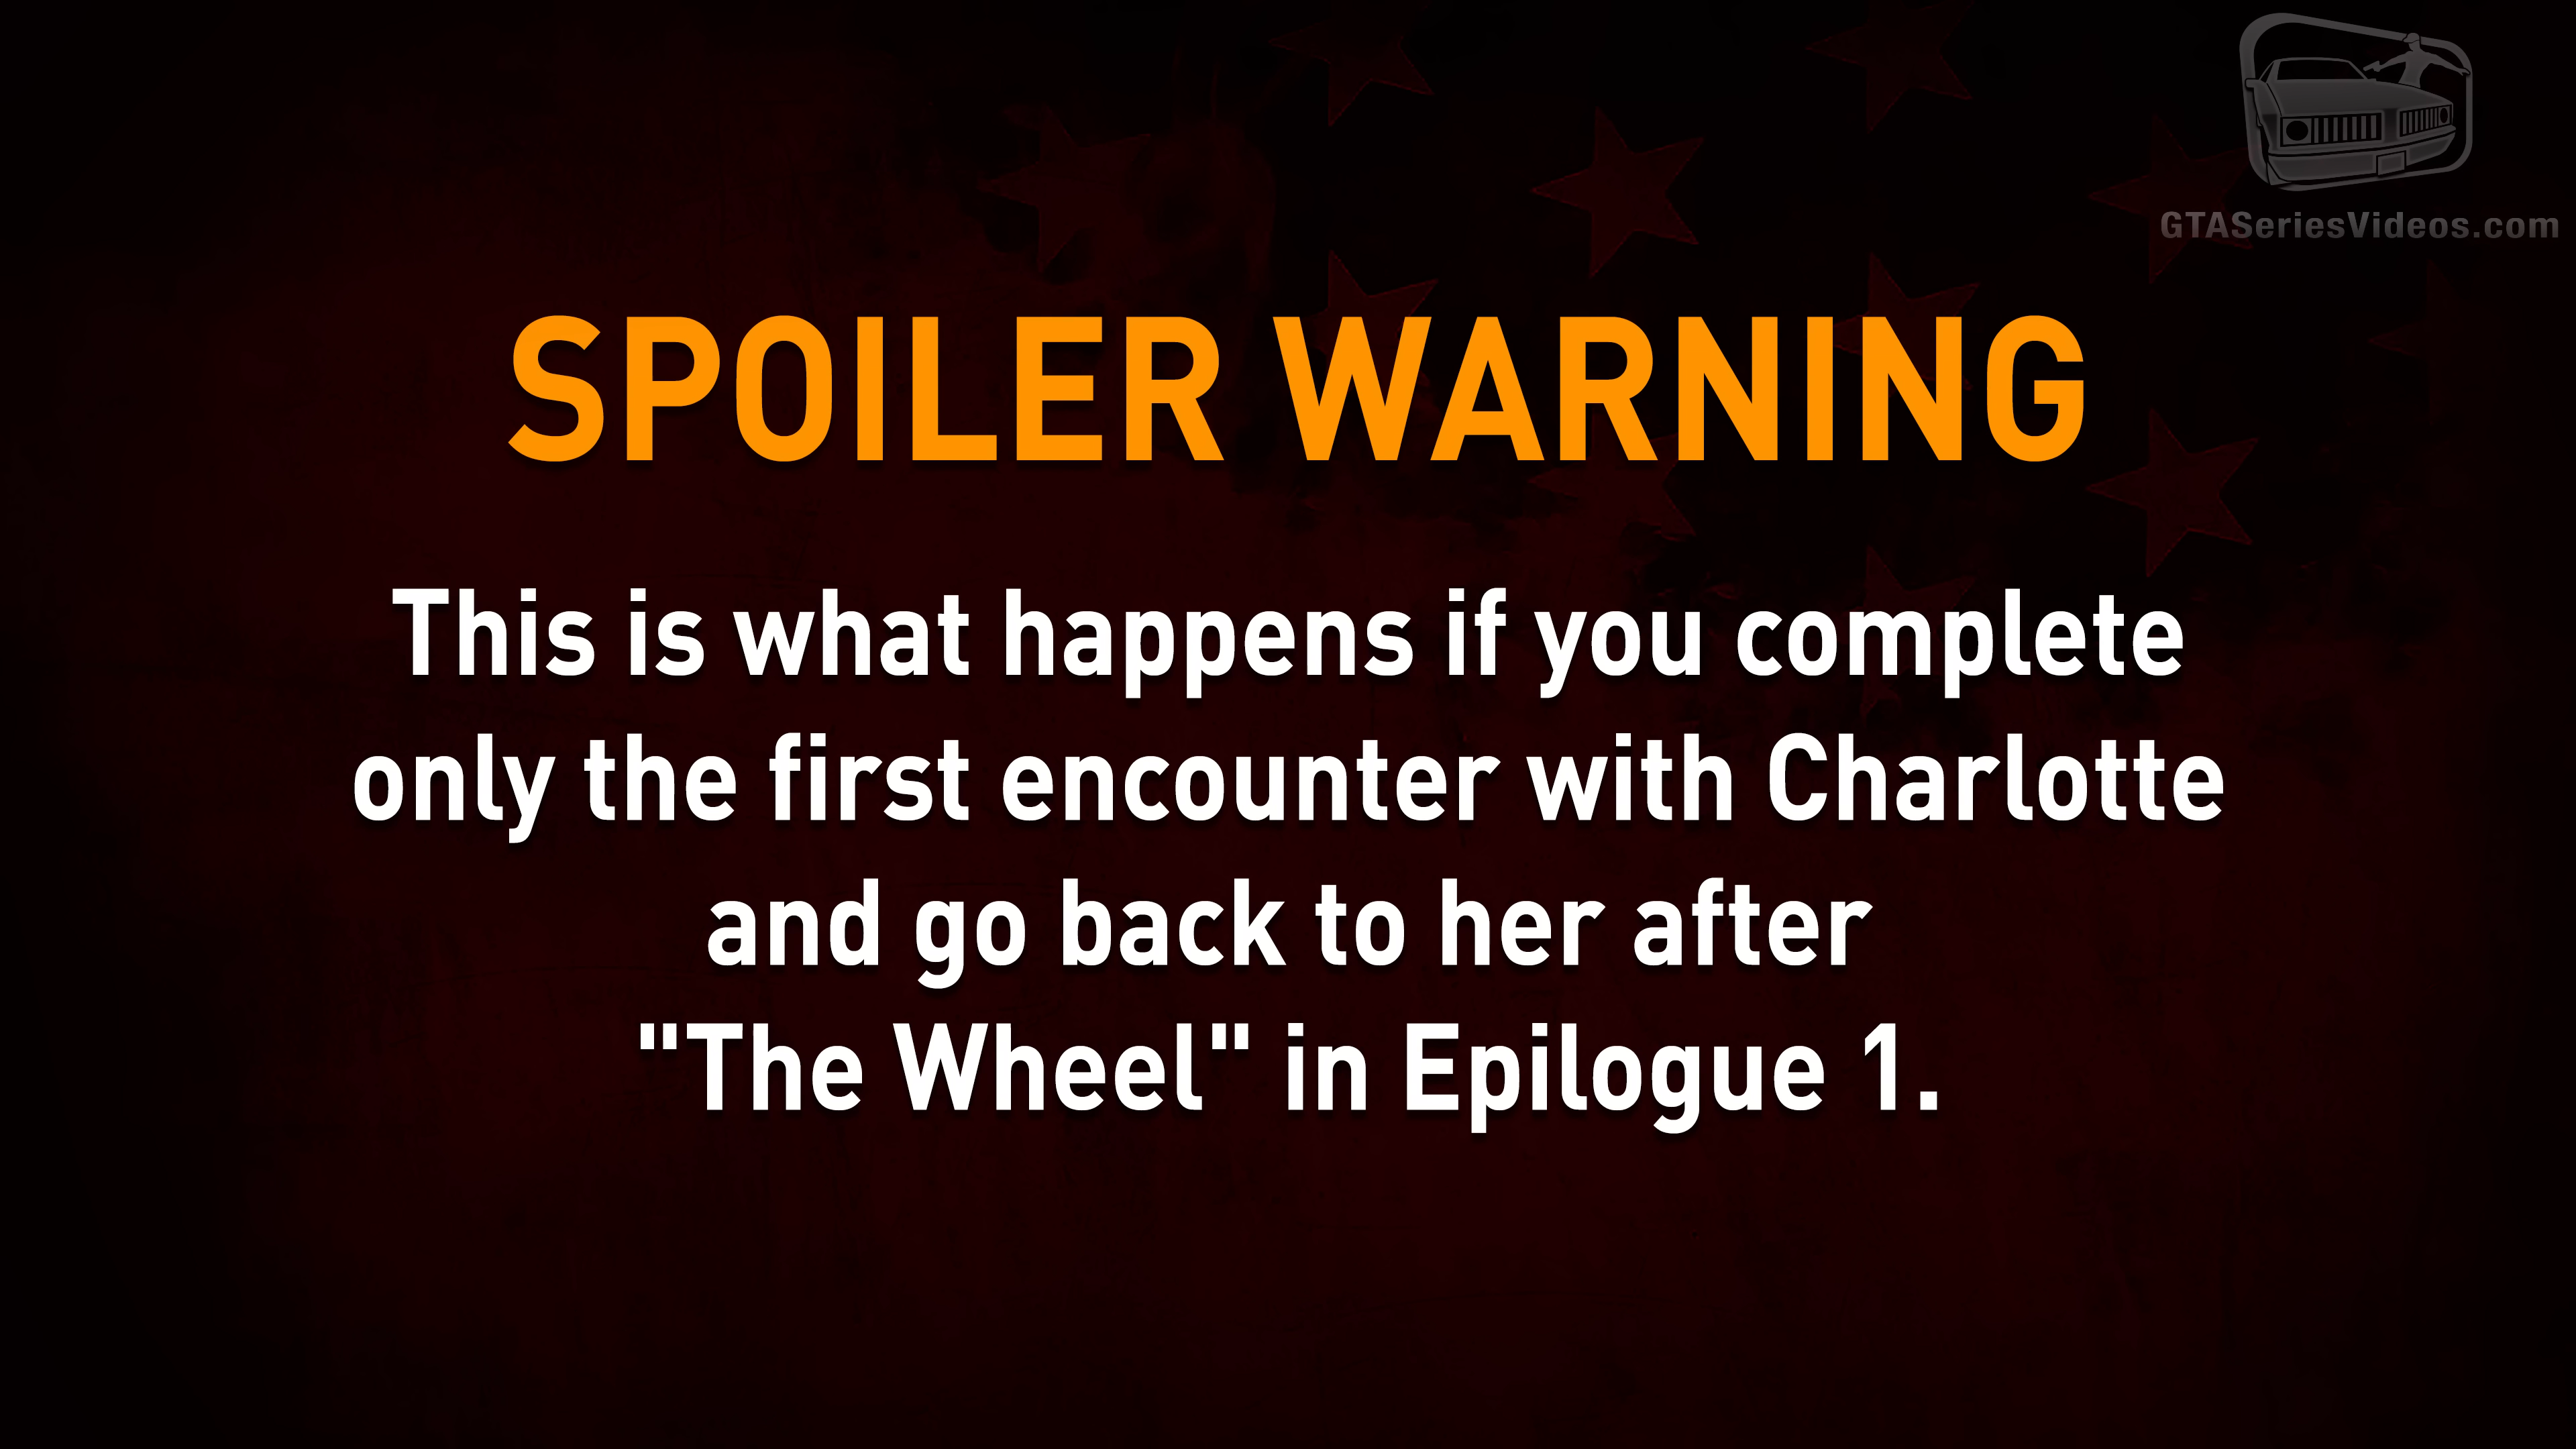 GTASeriesVideos.com
SPOILER WARNING
This is what happens if you complete
only the first encounter with Charlotte
and go back to her after
"The Wheel" in Epilogue 1.